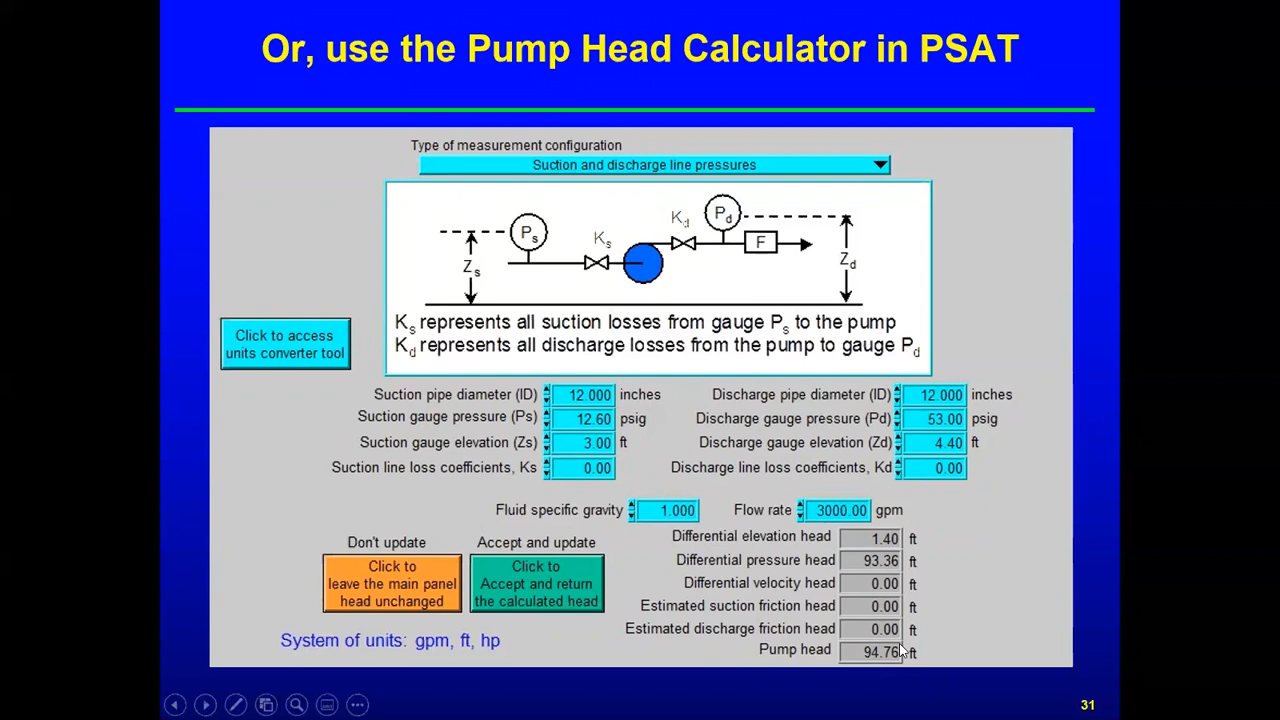 Or, use the Pump Head Calculator in PSAT
Type of measurement configuration
Suction and discharge line pressures
Ps
Ks
Kd
Pd
F
Zs
Zd
Ks represents all suction losses from gauge Ps to the pump
Kd represents all discharge losses from the pump to gauge Pd
Click to access
units converter tool
Suction pipe diameter (ID) 12.000 inches
Discharge pipe diameter (ID) 12.000 inches
Suction gauge pressure (Ps) 12.60 psig
Discharge gauge pressure (Pd) 53.00 psig
Suction gauge elevation (Zs) 3.00 ft
Discharge gauge elevation (Zd) 4.40 ft
Suction line loss coefficients, Ks 0.00
Discharge line loss coefficients, Kd 0.00
Fluid specific gravity 1.000
Flow rate 3000.00 gpm
Don't update
Click to
leave the main panel
head unchanged
Accept and update
Click to
Accept and return
the calculated head
Differential elevation head 1.40 ft
Differential pressure head 93.36 ft
Differential velocity head 0.00 ft
Estimated suction friction head 0.00 ft
Estimated discharge friction head 0.00 ft
Pump head 94.76 ft
System of units: gpm, ft, hp
31